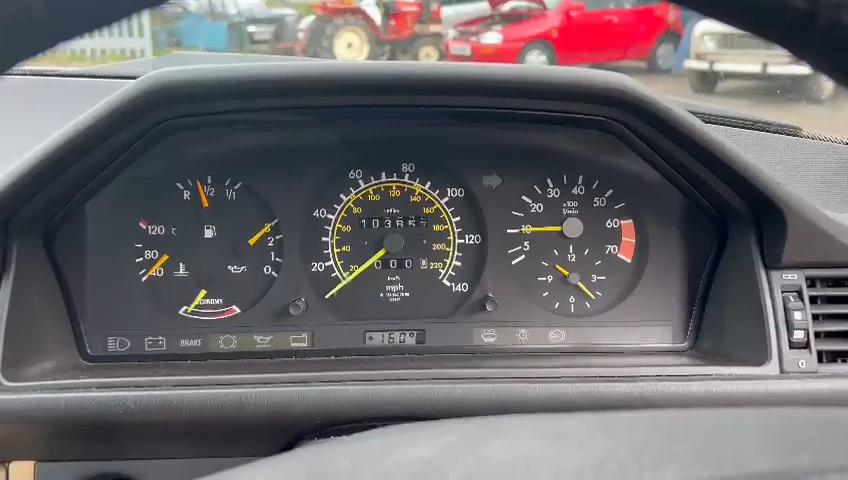 R 1/2 1/1
120 °C
80
40
3
2
1
0
ECONOMY
20 40 60 80 100 120 140
20 40 60 80 100 120 140 160 180 200 220
km/h
mph
000
5 10 20 30 40 50 60 70
x100
1/min
12
3
6
9
BRAKE
+16.0°
ABS
0